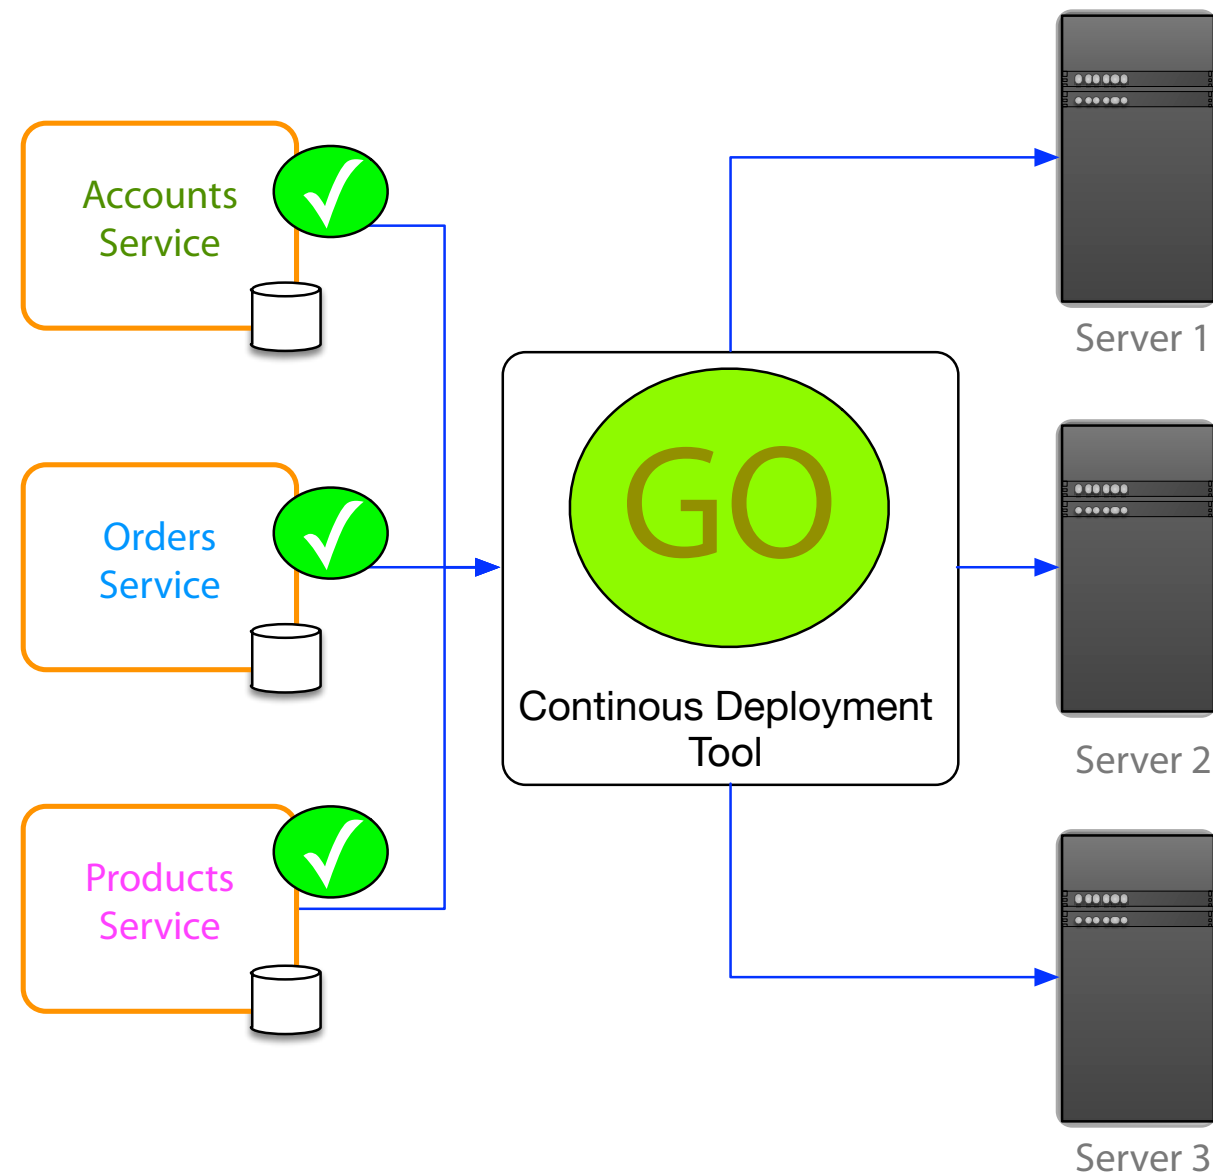 Accounts
Service
Orders
Service
Products
Service
GO
Continous Deployment
Tool
Server 1
Server 2
Server 3